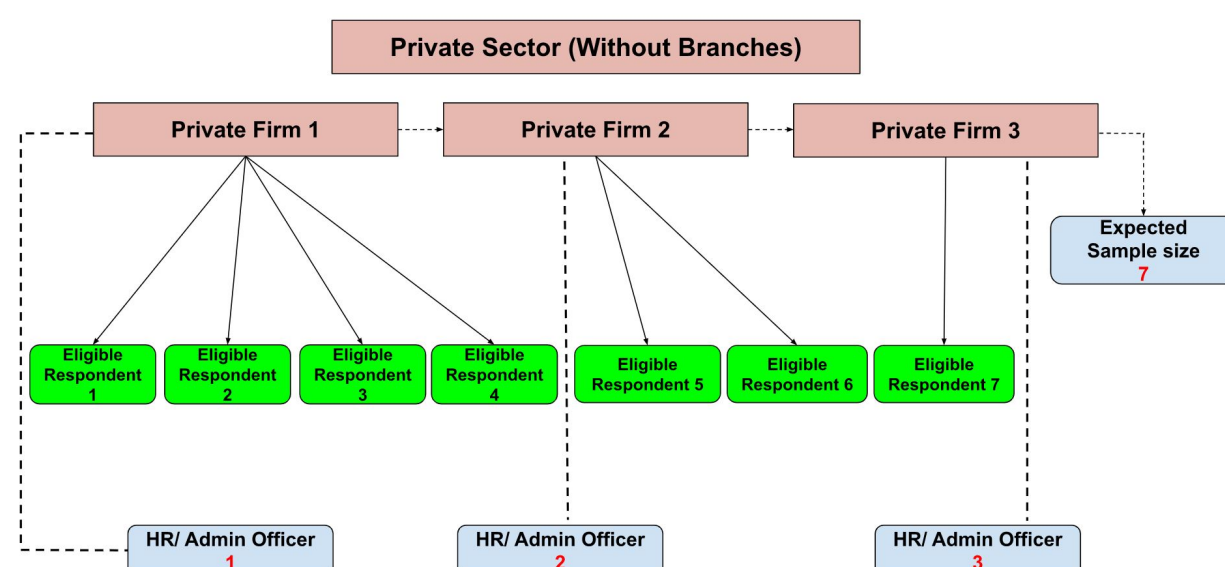 Private Sector (Without Branches)
Private Firm 1
Private Firm 2
Private Firm 3
Expected
Sample size
7
Eligible
Respondent
1
Eligible
Respondent
2
Eligible
Respondent
3
Eligible
Respondent
4
Eligible
Respondent 5
Eligible
Respondent 6
Eligible
Respondent 7
HR/ Admin Officer
1
HR/ Admin Officer
2
HR/ Admin Officer
3